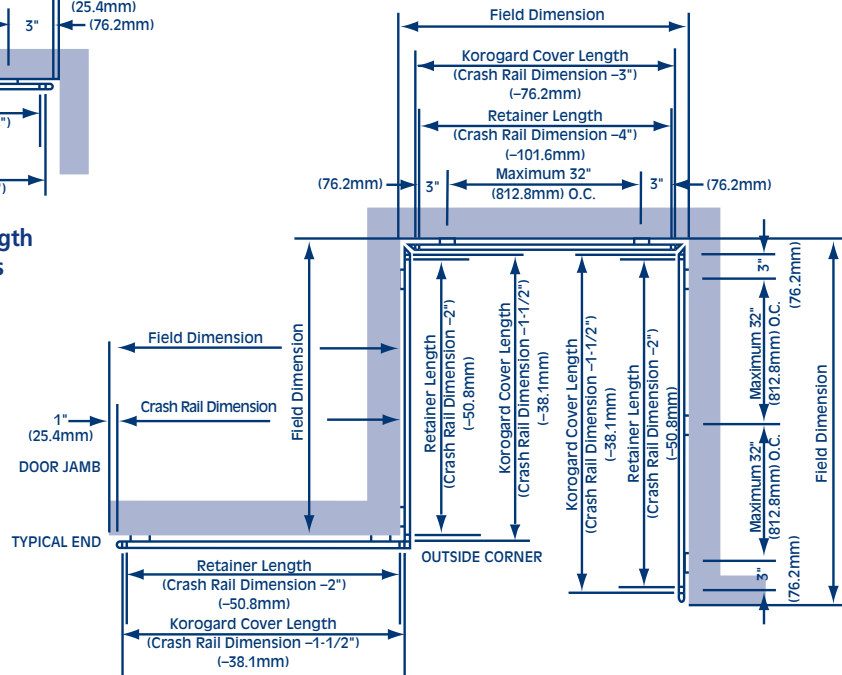 (25.4mm)
3"
(76.2mm)
")
")
gth
s
Field Dimension
Korogard Cover Length
(Crash Rail Dimension –3")
(–76.2mm)
Retainer Length
(Crash Rail Dimension –4")
(–101.6mm)
(76.2mm)
3"
Maximum 32"
(812.8mm) O.C.
3"
(76.2mm)
Field Dimension
1"
(25.4mm)
Crash Rail Dimension
DOOR JAMB
TYPICAL END
Field Dimension
Retainer Length
(Crash Rail Dimension –2")
(–50.8mm)
Korogard Cover Length
(Crash Rail Dimension –1-1/2")
(–38.1mm)
Korogard Cover Length
(Crash Rail Dimension –1-1/2")
(–38.1mm)
Retainer Length
(Crash Rail Dimension –2")
(–50.8mm)
3"
(76.2mm)
Maximum 32"
(812.8mm) O.C.
Maximum 32"
(812.8mm) O.C.
3"
(76.2mm)
Field Dimension
OUTSIDE CORNER
Retainer Length
(Crash Rail Dimension –2")
(–50.8mm)
Korogard Cover Length
(Crash Rail Dimension –1-1/2")
(–38.1mm)